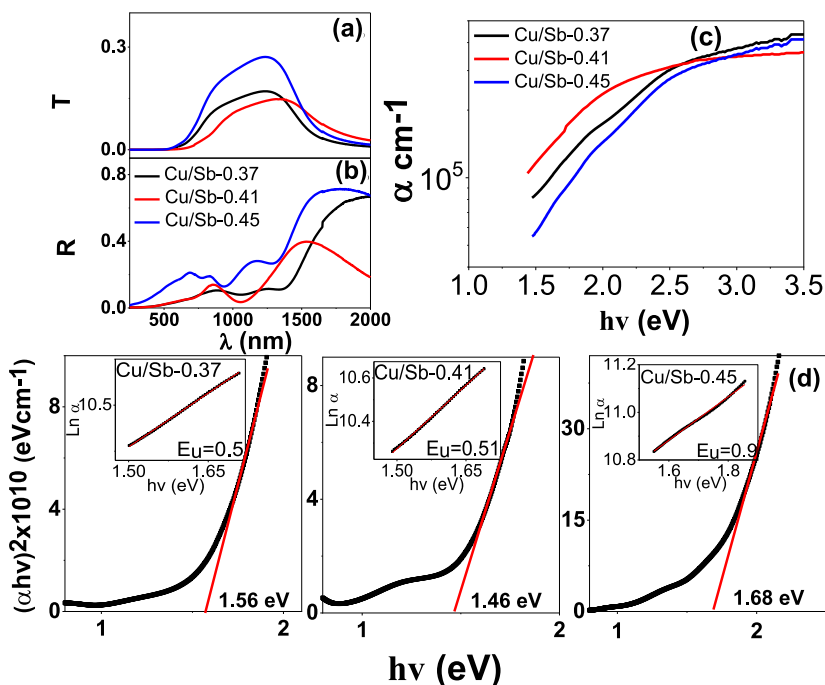 (a)
0.3
T
0.0
Cu/Sb-0.37
Cu/Sb-0.41
Cu/Sb-0.45
(b)
0.8
0.4
R
0.0
500 1000 1500 2000
λ (nm)
Cu/Sb-0.37
Cu/Sb-0.41
Cu/Sb-0.45
(c)
α cm-1
10^5
1.0 1.5 2.0 2.5 3.0 3.5
hν (eV)
(αhν)2x1010 (eVcm-1)
8
4
0
1 2
1.56 eV
Cu/Sb-0.37
Ln α
10.5
Eu=0.5
1.50 1.65
hv (eV)
8
6
4
2
0
1 2
1.46 eV
Cu/Sb-0.41
Ln α
10.6
10.4
Eu=0.51
1.50 1.65
hv (eV)
(d)
30
15
0
1 2
1.68 eV
Cu/Sb-0.45
Ln α
11.2
11.0
10.8
Eu=0.9
1.6 1.8
hv (eV)
hν (eV)